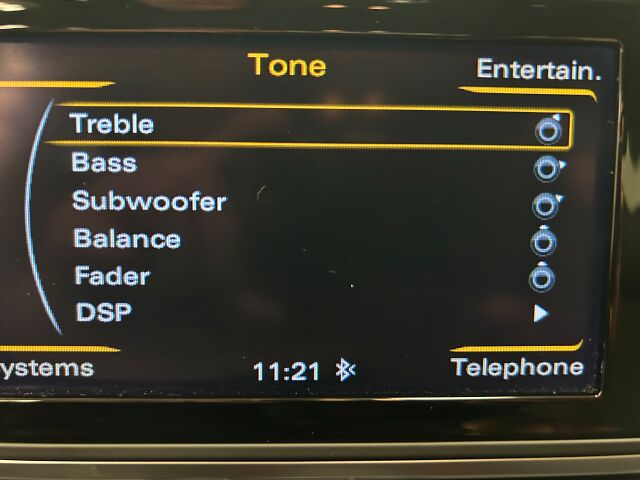 Tone
Entertain.
Treble
Bass
Subwoofer
Balance
Fader
DSP
ystems
11:21
Telephone